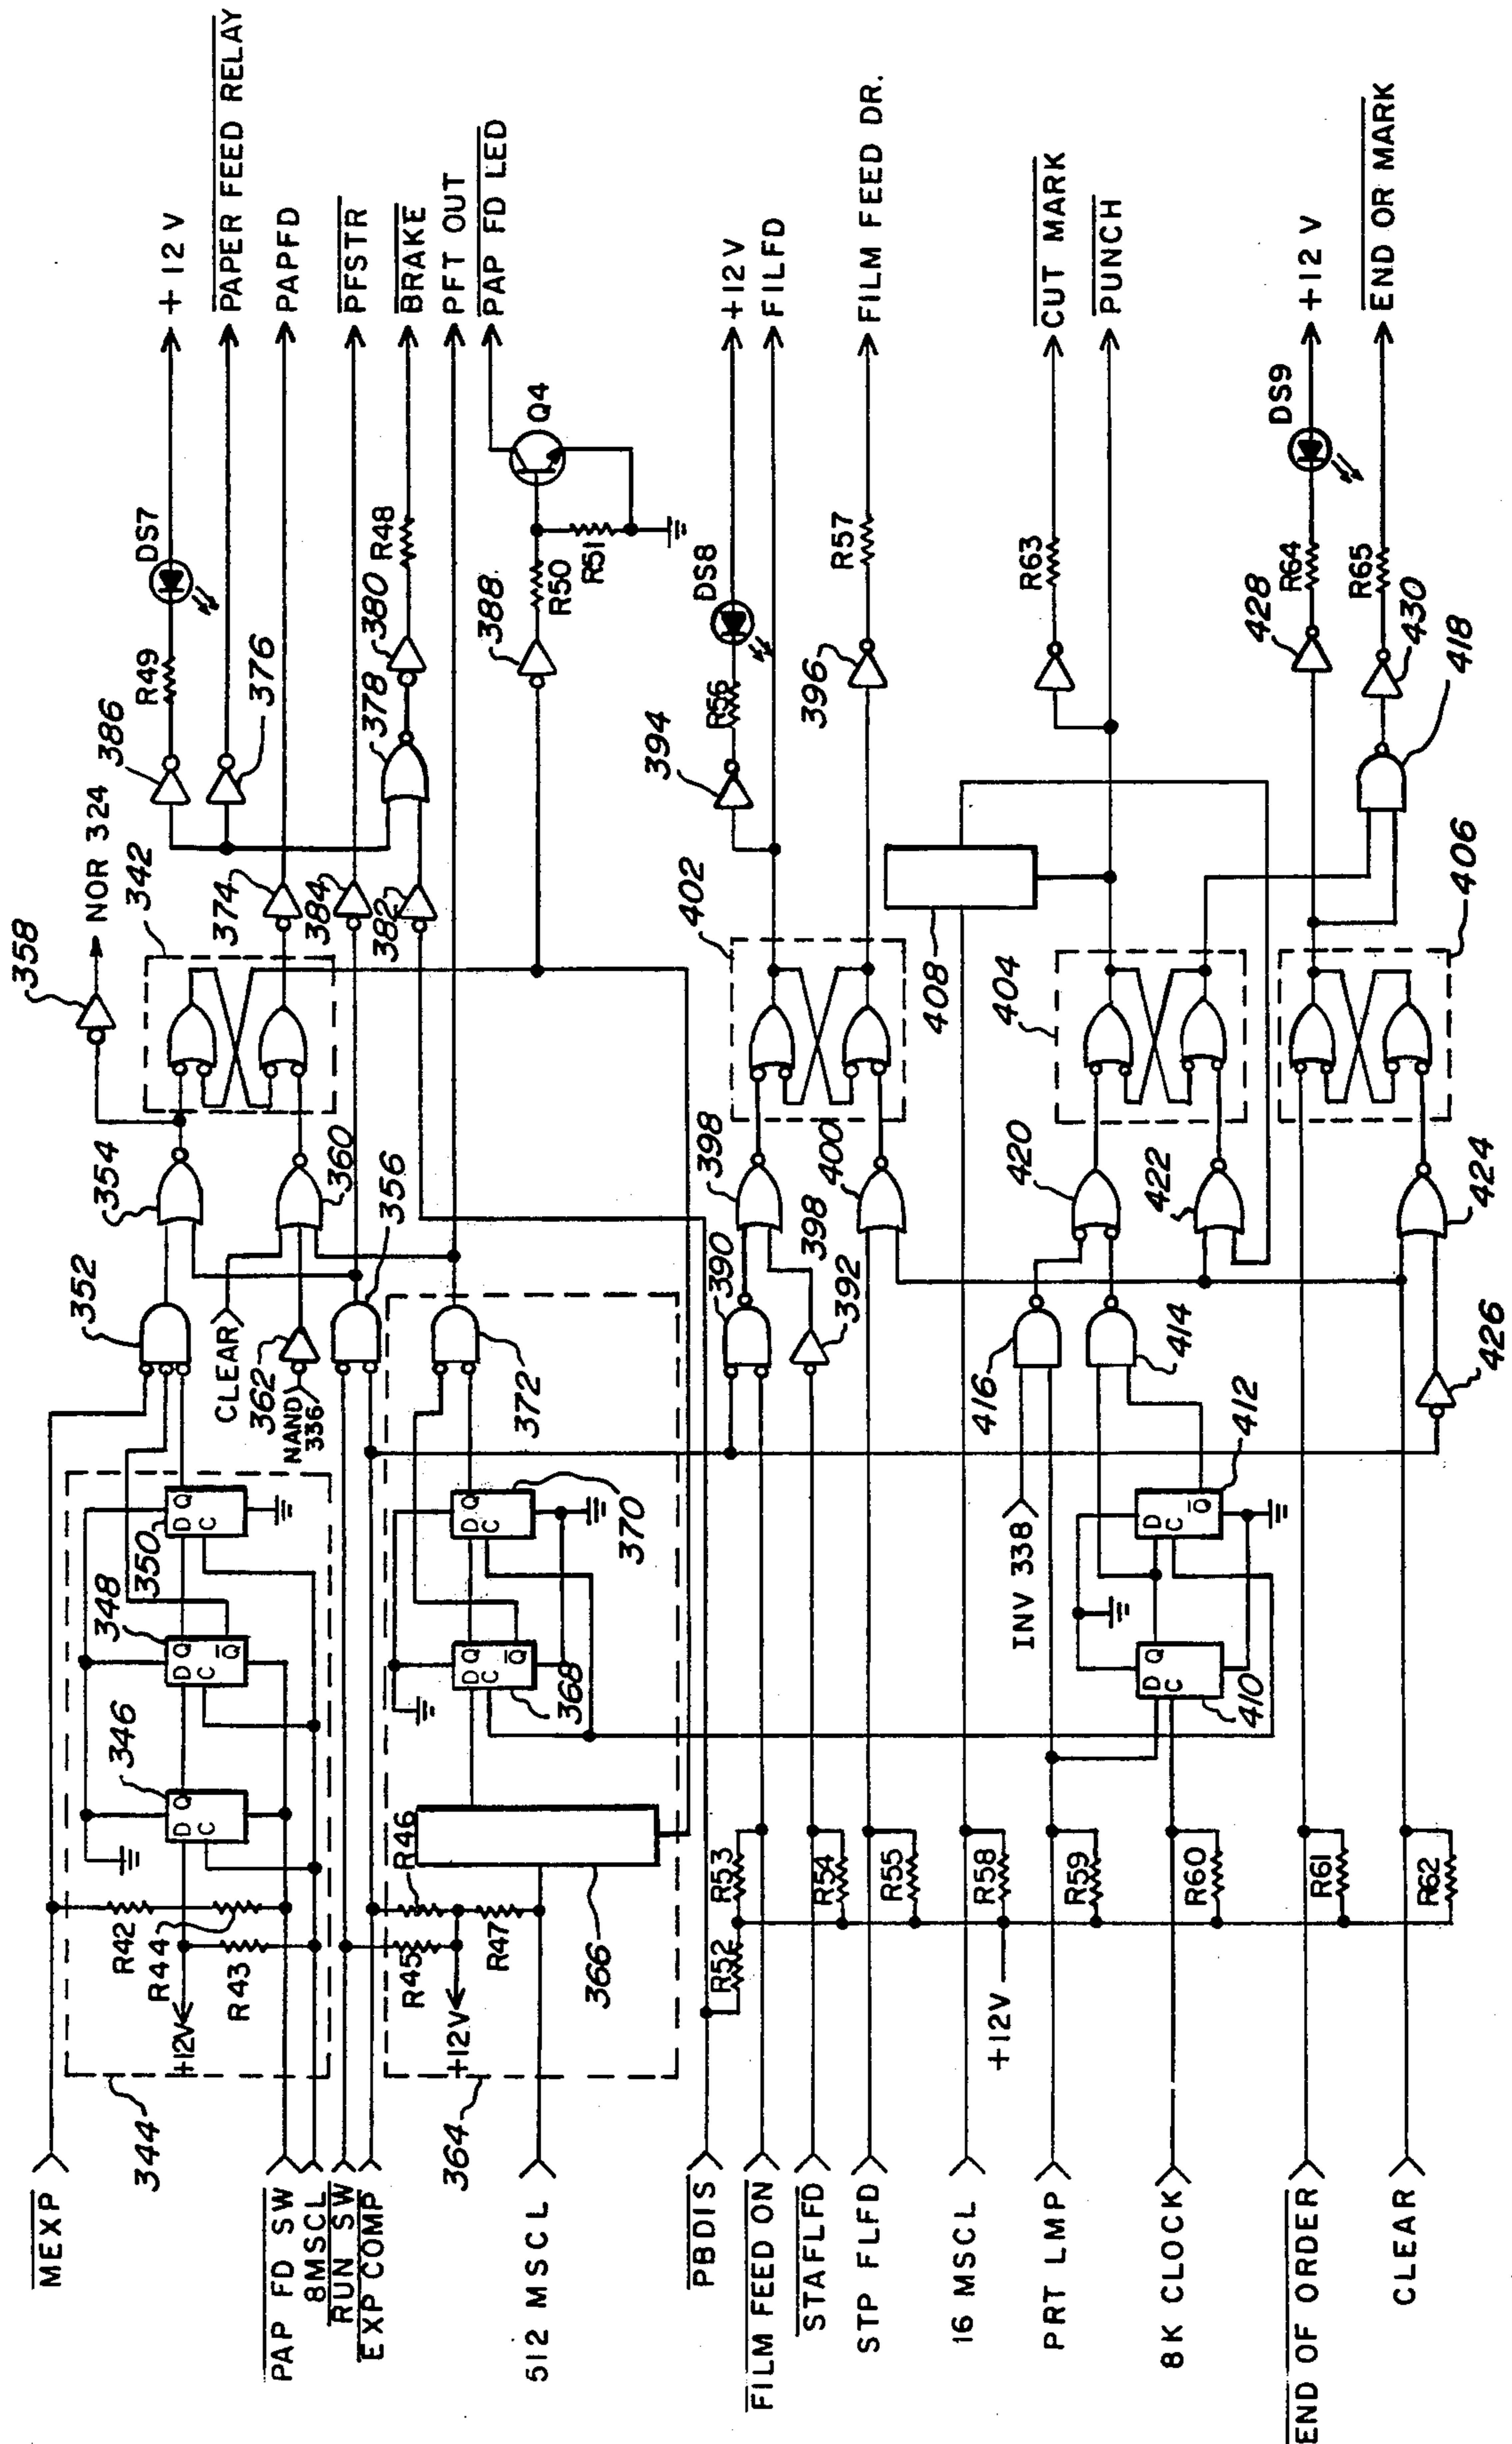 MEXP
PAP FD SW
8MSCL
RUN SW
EXP COMP
512 MSCL
PBDIS
FILM FEED ON
STAFLFD
STP FLFD
16 MSCL
PRT LMP
8K CLOCK
END OF ORDER
CLEAR
344
R42
R44
R43
+12V
346
D Q
C
348
D Q
C Q
350
D Q
C
352
354
358
NOR 324
342
CLEAR
362
NAND
336
360
356
374
384
382
386
R49
DS7
+12V
376
PAPER FEED RELAY
PAPFD
PFSTR
378
380
R48
BRAKE
PFT OUT
PAP FD LED
388
R50
R51
Q4
364
R45
R46
R47
+12V
366
368
D Q
C Q
370
D Q
C
372
R52
R53
R54
R55
R58
R59
R60
R61
R62
+12V
390
392
398
398
400
402
394
R56
DS8
+12V
FILFD
396
R57
FILM FEED DR.
408
404
INV 338
416
414
410
D Q
C
412
D
C Q
420
422
R63
CUT MARK
PUNCH
406
424
426
428
R64
DS9
+12V
418
430
R65
END OR MARK